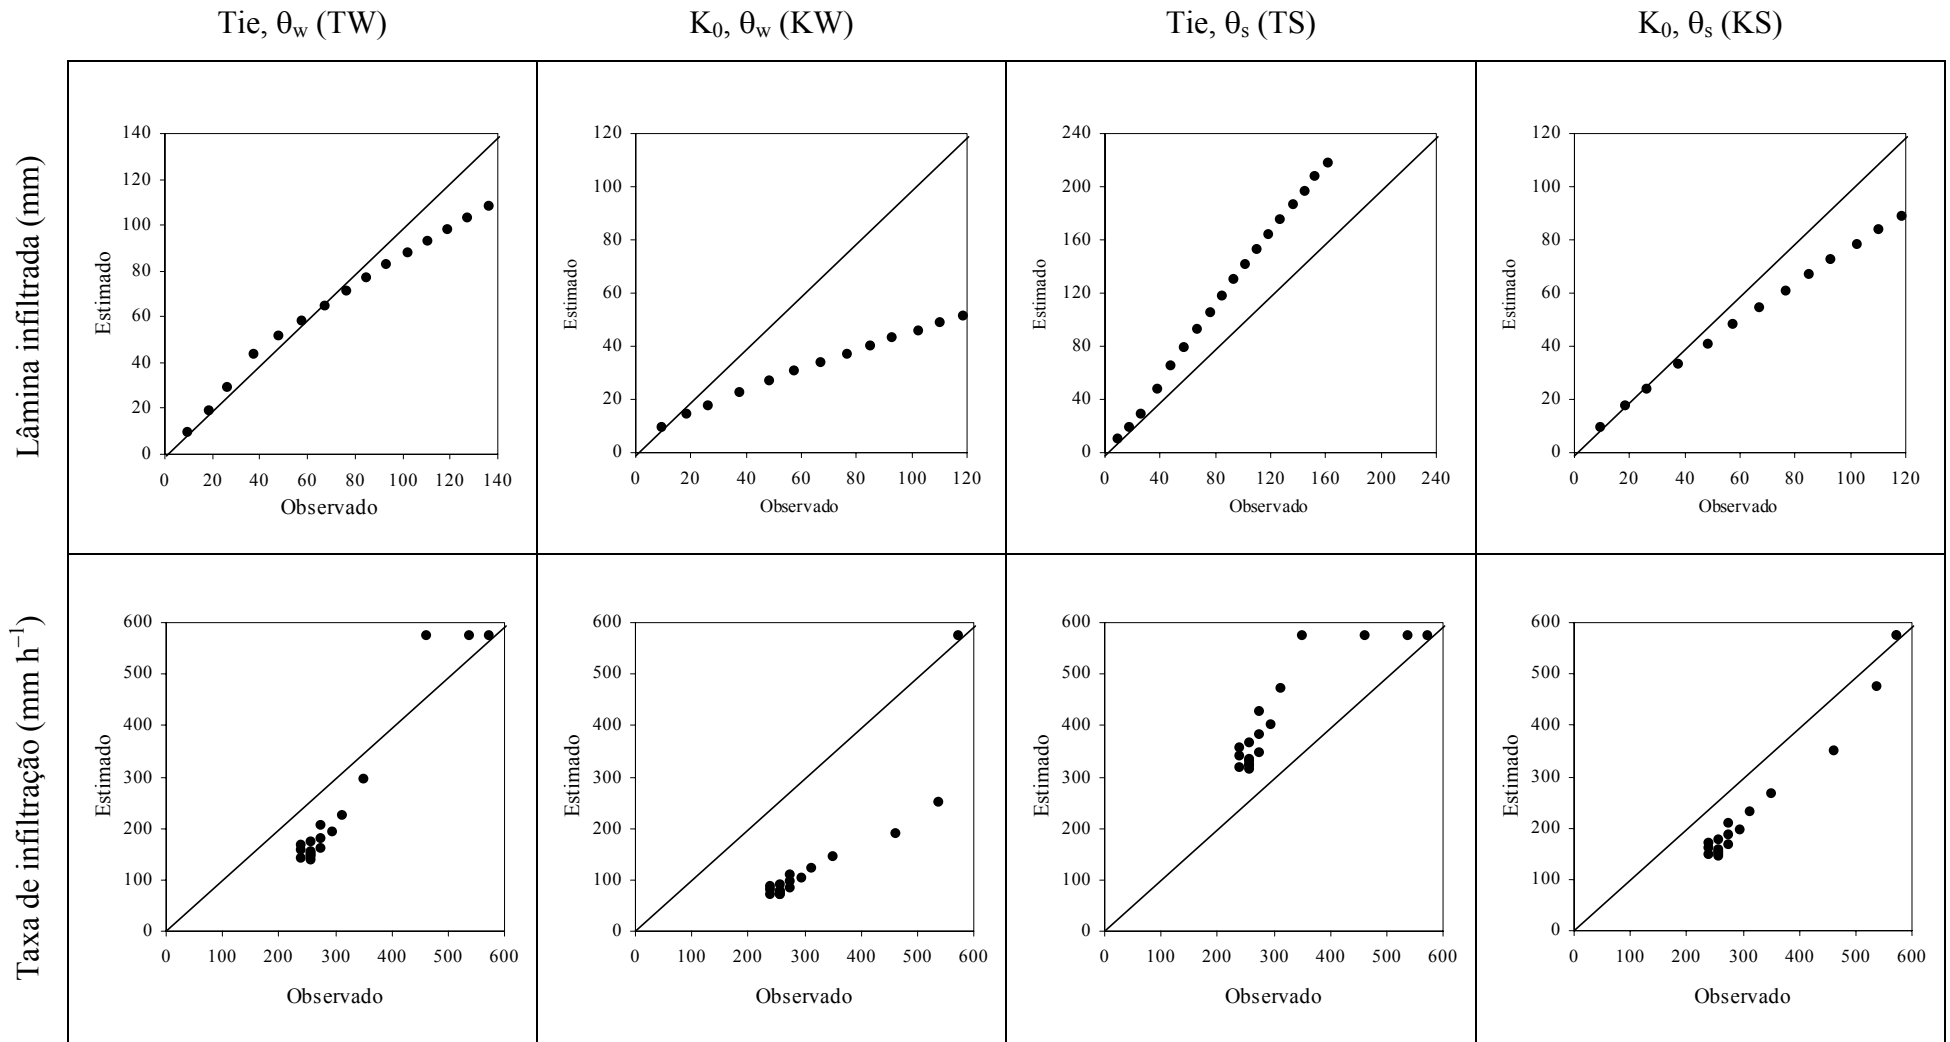 Tie, θw (TW)
K0, θw (KW)
Tie, θs (TS)
K0, θs (KS)
Lâmina infiltrada (mm)
140
120
100
80
60
40
20
0
Estimado
0 20 40 60 80 100 120 140
Observado
120
100
80
60
40
20
0
Estimado
0 20 40 60 80 100 120
Observado
240
200
160
120
80
40
0
Estimado
0 40 80 120 160 200 240
Observado
120
100
80
60
40
20
0
Estimado
0 20 40 60 80 100 120
Observado
Taxa de infiltração (mm h⁻¹)
600
500
400
300
200
100
0
Estimado
0 100 200 300 400 500 600
Observado
600
500
400
300
200
100
0
Estimado
0 100 200 300 400 500 600
Observado
600
500
400
300
200
100
0
Estimado
0 100 200 300 400 500 600
Observado
600
500
400
300
200
100
0
Estimado
0 100 200 300 400 500 600
Observado